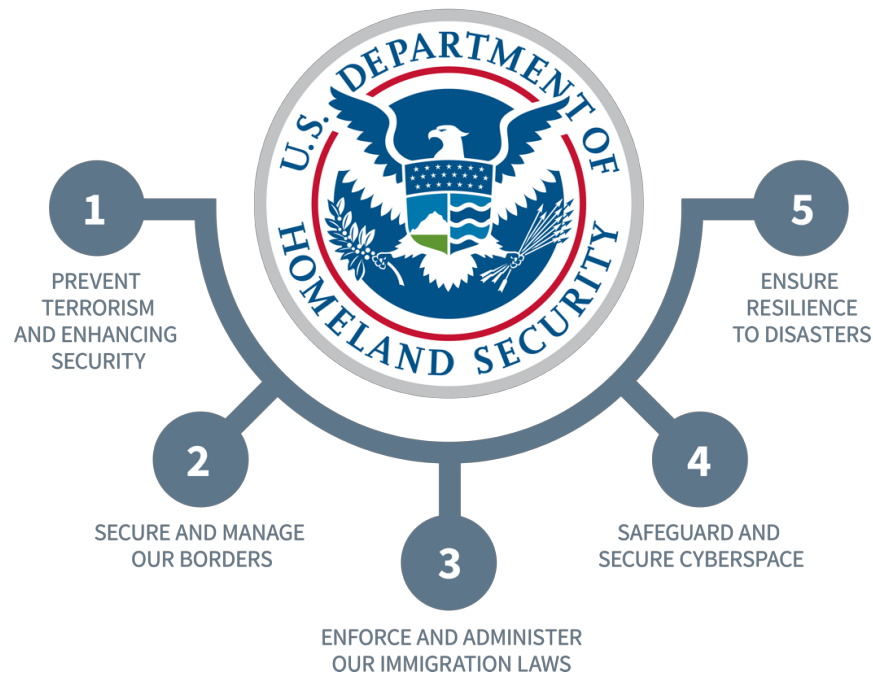 U.S. DEPARTMENT OF
HOMELAND SECURITY
1
PREVENT
TERRORISM
AND ENHANCING
SECURITY
2
SECURE AND MANAGE
OUR BORDERS
3
ENFORCE AND ADMINISTER
OUR IMMIGRATION LAWS
4
SAFEGUARD AND
SECURE CYBERSPACE
5
ENSURE
RESILIENCE
TO DISASTERS